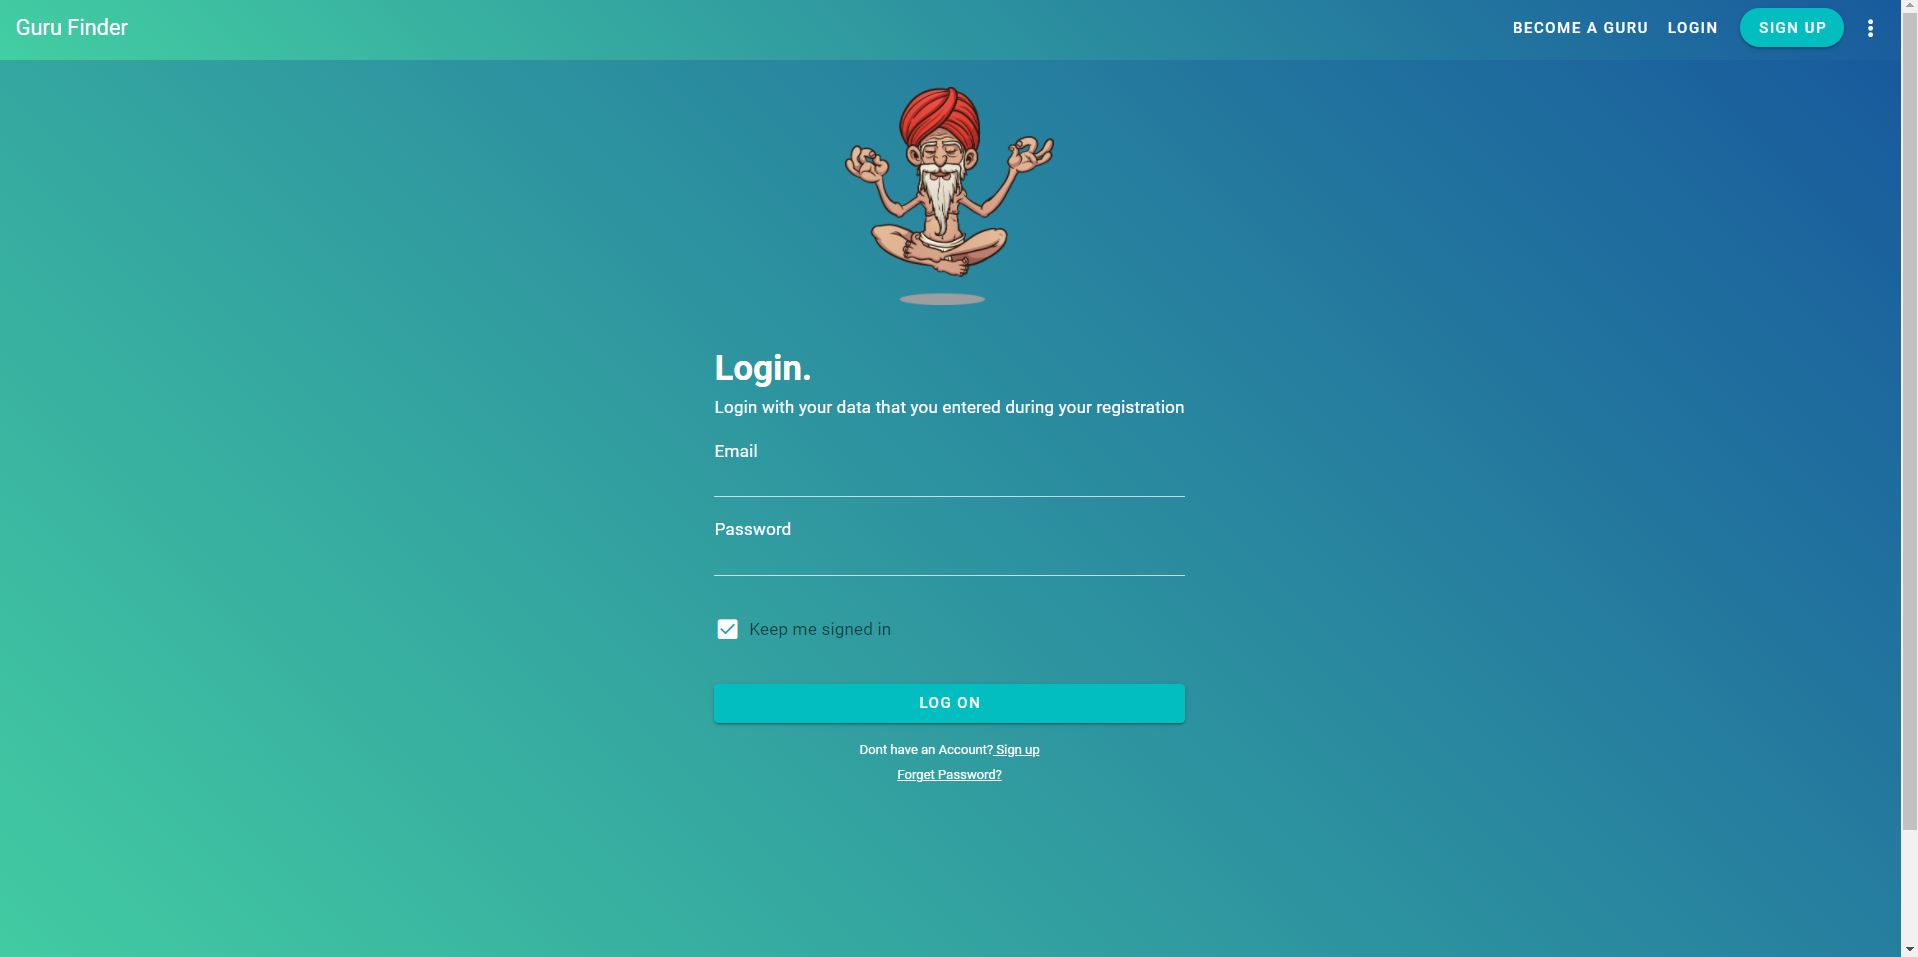 Guru Finder
BECOME A GURU
LOGIN
SIGN UP
Login.
Login with your data that you entered during your registration
Email
Password
Keep me signed in
LOG ON
Dont have an Account? Sign up
Forget Password?